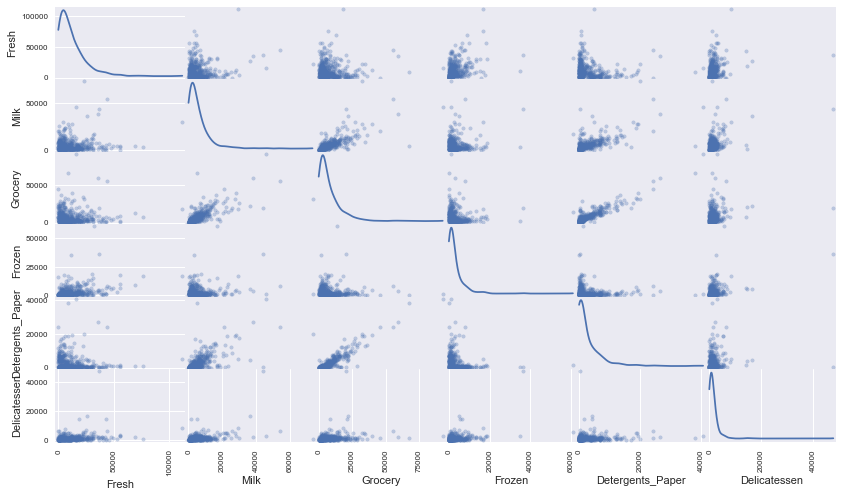 Fresh
100000
50000
0
Milk
50000
0
Grocery
50000
0
Frozen
50000
25000
0
Detergents_Paper
40000
20000
0
Delicatessen
40000
20000
0
0 50000 100000
0 20000 40000 60000
0 25000 50000 75000
0 20000 40000 60000
0 20000 40000
0 20000 40000
Fresh Milk Grocery Frozen Detergents_Paper Delicatessen